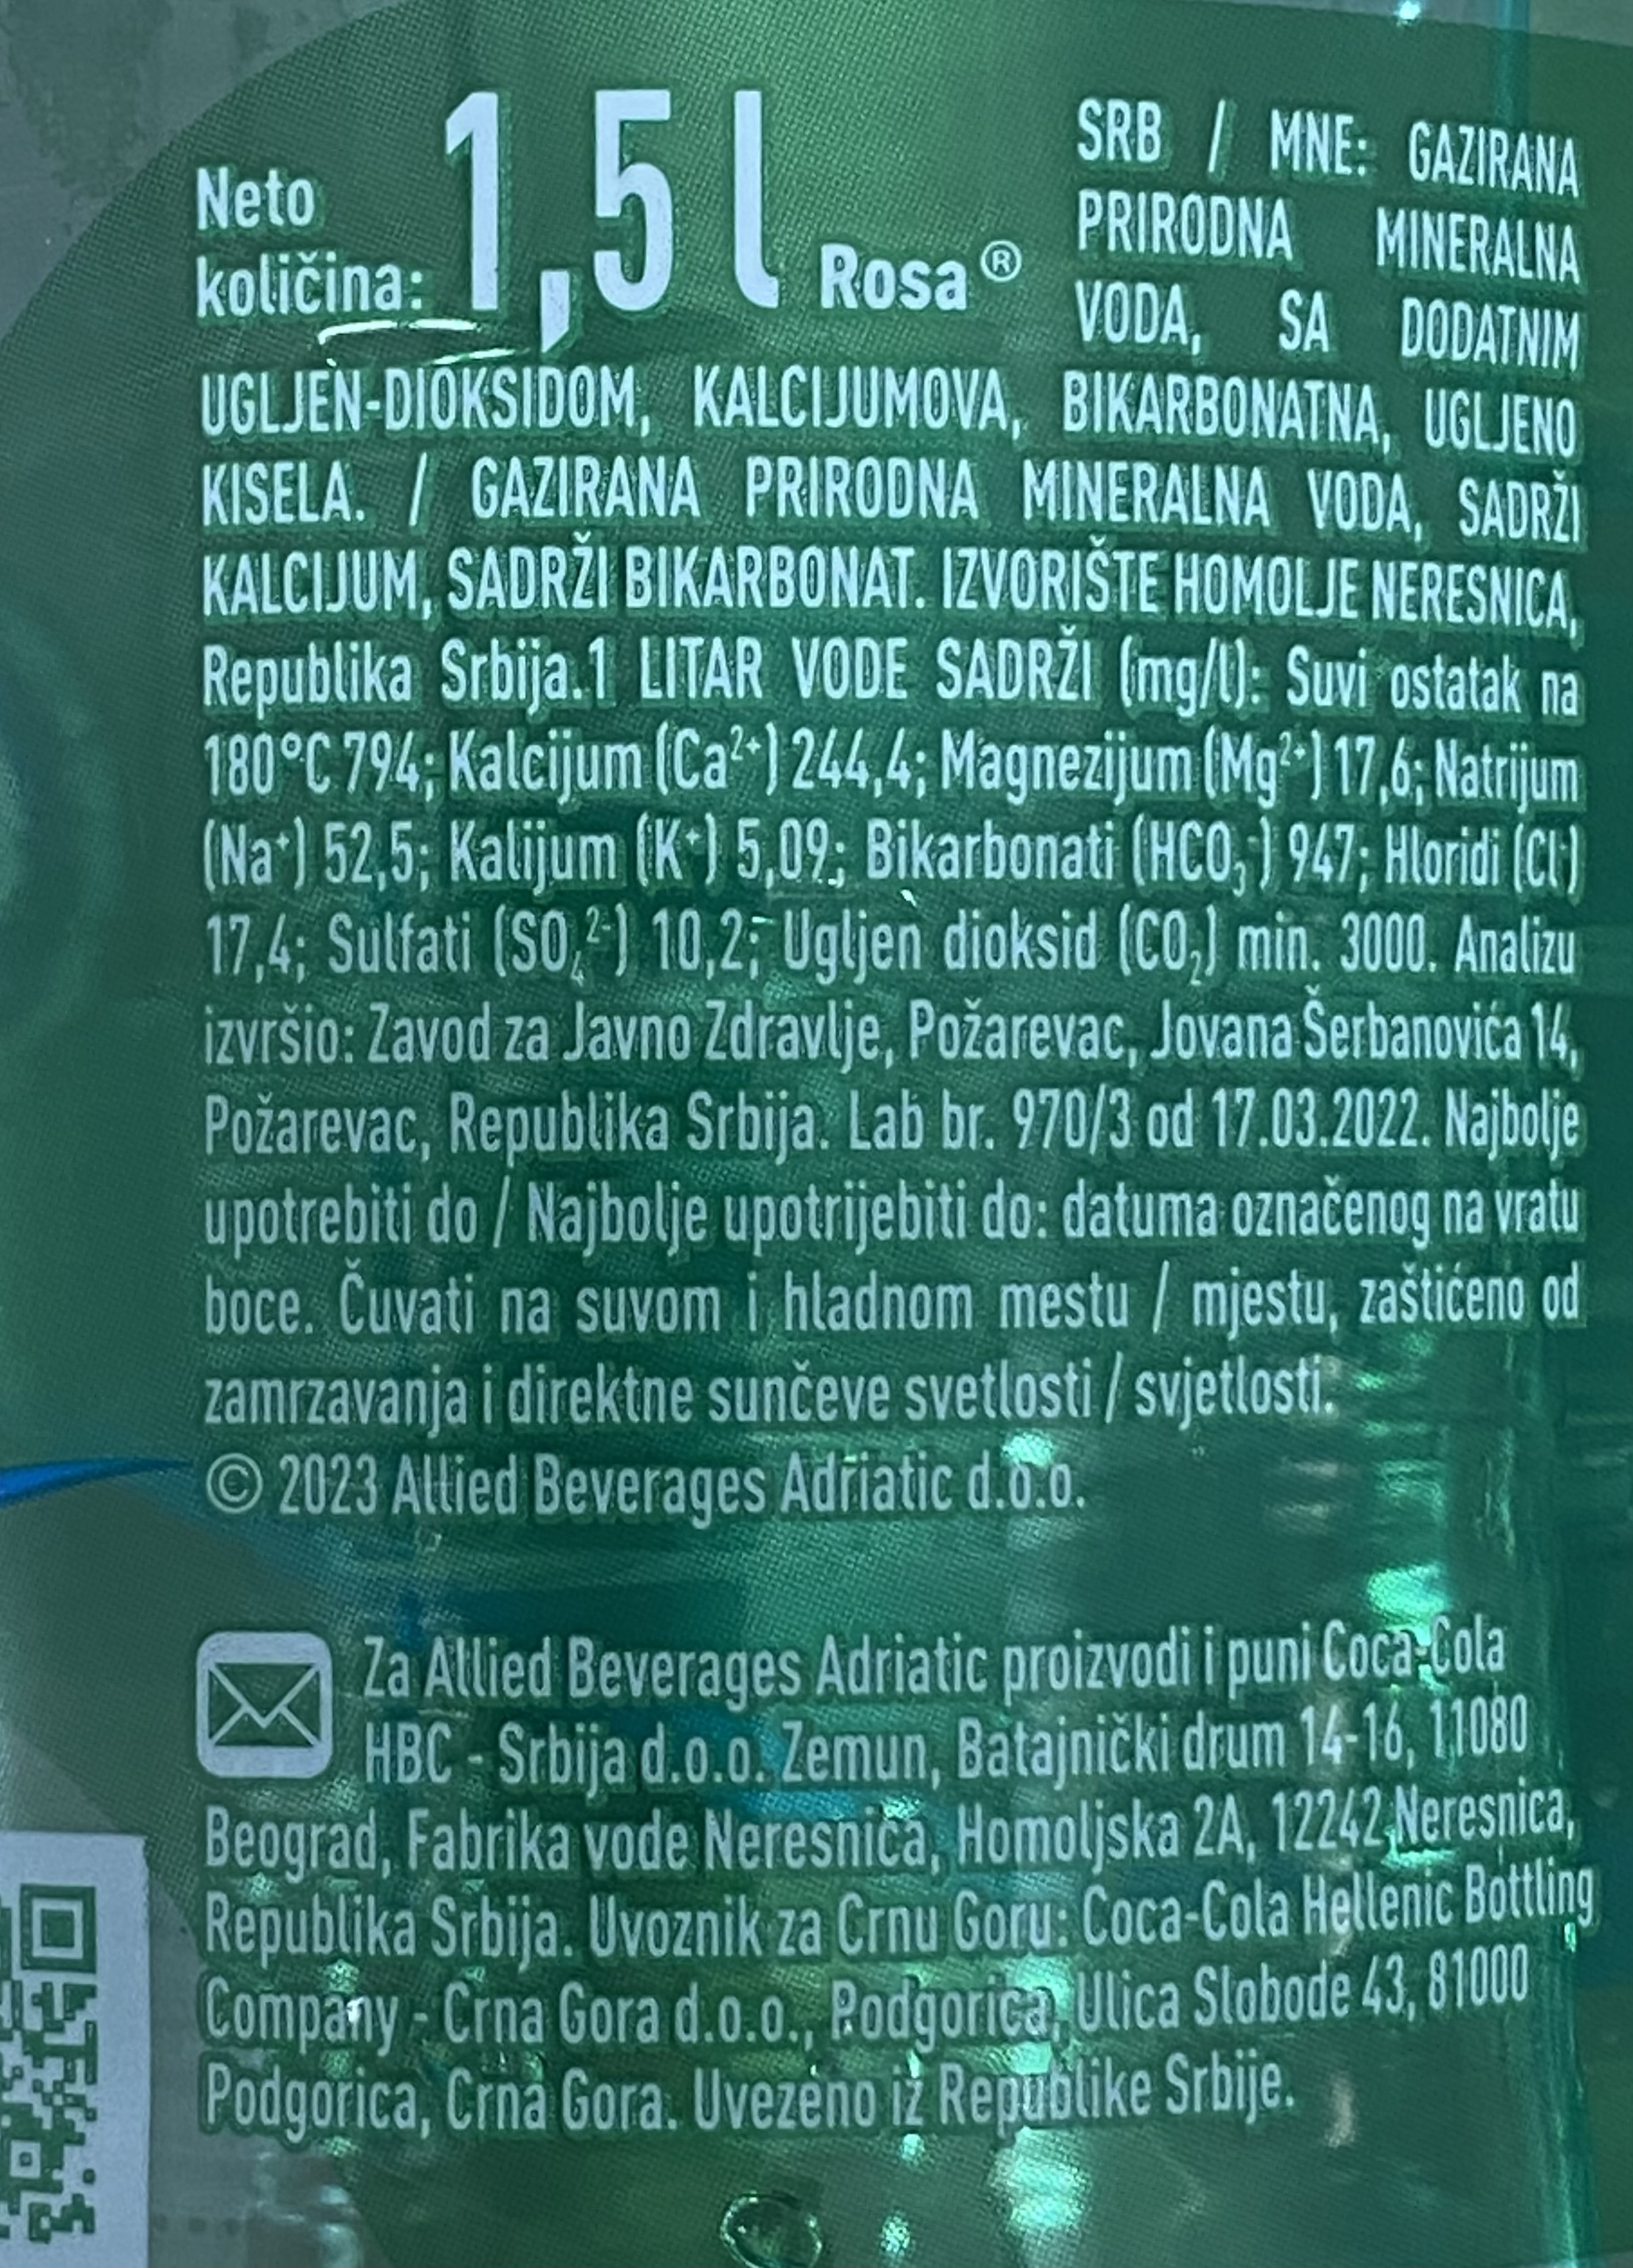 Neto
količina: 1,5 l Rosa®
SRB / MNE: GAZIRANA
PRIRODNA MINERALNA
VODA, SA DODATNIM
UGLJEN-DIOKSIDOM, KALCIJUMOVA, BIKARBONATNA, UGLJENO
KISELA. / GAZIRANA PRIRODNA MINERALNA VODA, SADRŽI
KALCIJUM, SADRŽI BIKARBONAT. IZVORIŠTE HOMOLJE NERESNICA,
Republika Srbija.1 LITAR VODE SADRŽI (mg/l): Suvi ostatak na
180°C 794; Kalcijum (Ca²⁺) 244,4; Magnezijum (Mg²⁺) 17,6; Natrijum
(Na⁺) 52,5; Kalijum (K⁺) 5,09; Bikarbonati (HCO₃⁻) 947; Hloridi (Cl⁻)
17,4; Sulfati (SO₄²⁻) 10,2; Ugljen dioksid (CO₂) min. 3000. Analizu
izvršio: Zavod za Javno Zdravlje, Požarevac, Jovana Šerbanovića 14,
Požarevac, Republika Srbija. Lab br. 970/3 od 17.03.2022. Najbolje
upotrebiti do / Najbolje upotrijebiti do: datuma označenog na vratu
boce. Čuvati na suvom i hladnom mestu / mjestu, zaštićeno od
zamrzavanja i direktne sunčeve svetlosti / svjetlosti.
© 2023 Allied Beverages Adriatic d.o.o.
Za Allied Beverages Adriatic proizvodi i puni Coca-Cola
HBC - Srbija d.o.o. Zemun, Batajnički drum 14-16, 11080
Beograd, Fabrika vode Neresnica, Homoljska 2A, 12242 Neresnica,
Republika Srbija. Uvoznik za Crnu Goru: Coca-Cola Hellenic Bottling
Company - Crna Gora d.o.o., Podgorica, Ulica Slobode 43, 81000
Podgorica, Crna Gora. Uvezeno iz Republike Srbije.